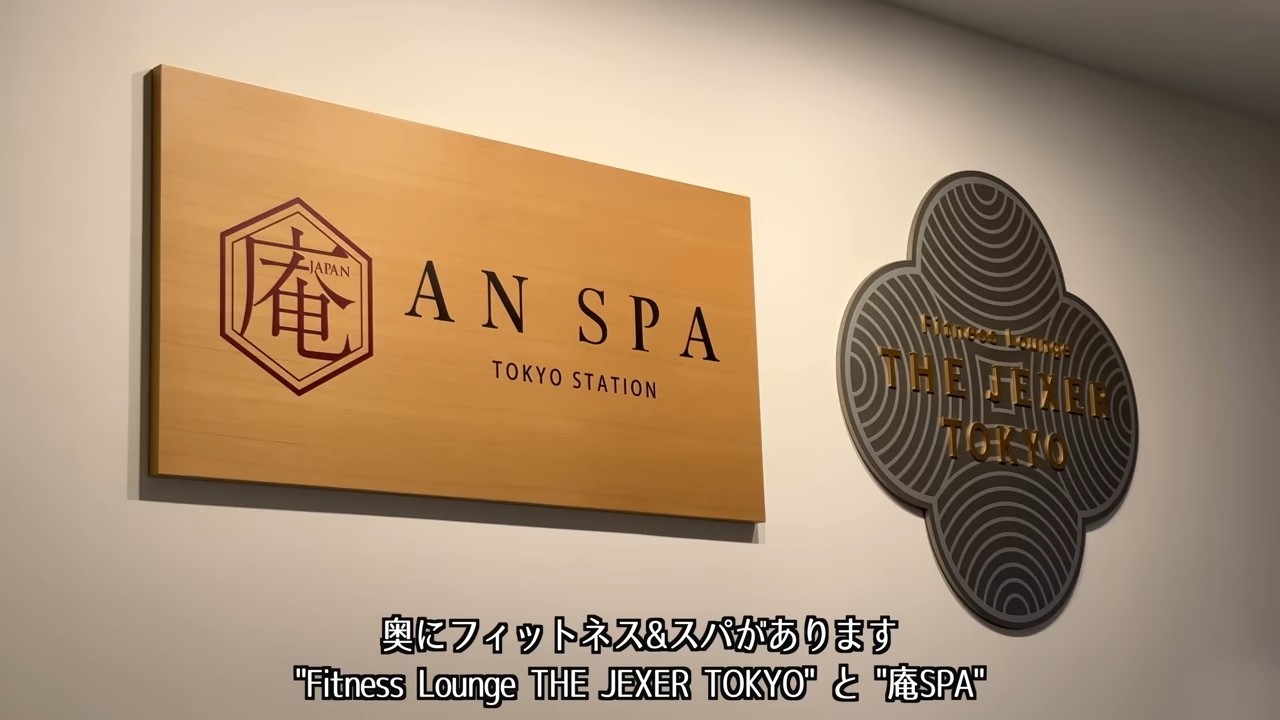 庵
JAPAN
AN SPA
TOKYO STATION
Fitness Lounge
THE JEXER
TOKYO
奥にフィットネス&スパがあります
"Fitness Lounge THE JEXER TOKYO" と "庵SPA"